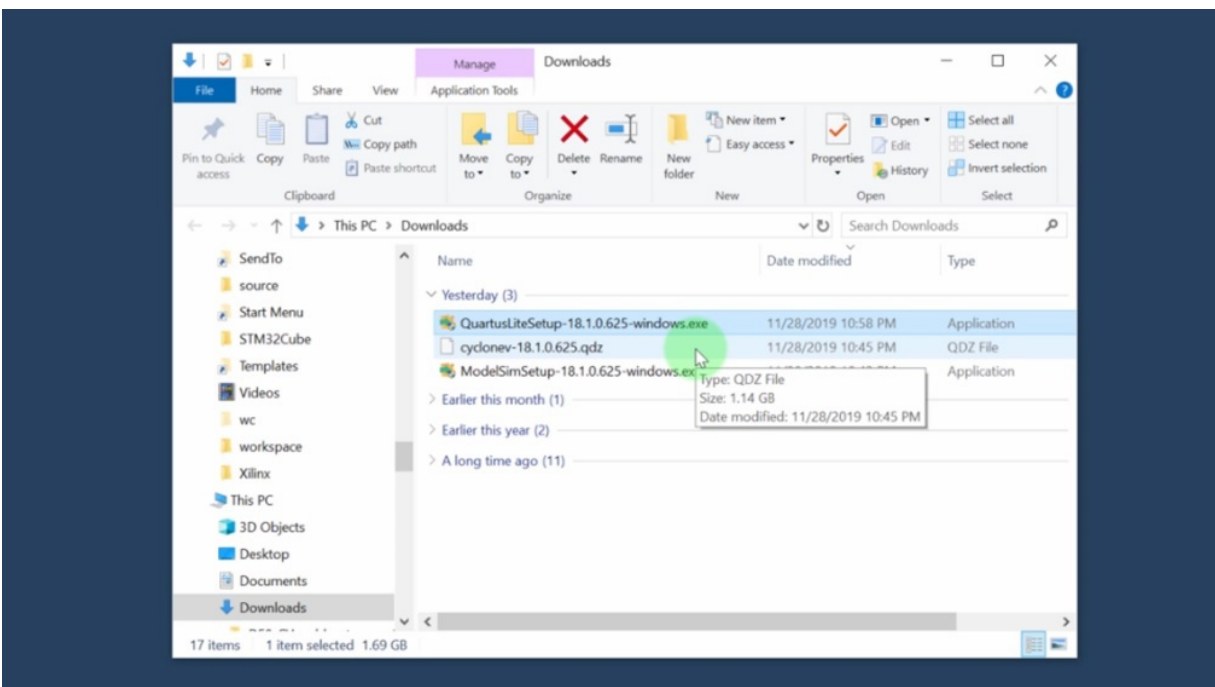 Manage Downloads
File Home Share View Application Tools
Pin to Quick access
Copy
Paste
Cut
Copy path
Paste shortcut
Clipboard
Move to
Copy to
Delete
Rename
Organize
New folder
New item
Easy access
New
Properties
Open
Edit
History
Open
Select all
Select none
Invert selection
Select
This PC > Downloads
Search Downloads
SendTo
source
Start Menu
STM32Cube
Templates
Videos
wc
workspace
Xilinx
This PC
3D Objects
Desktop
Documents
Downloads
Name Date modified Type
Yesterday (3)
QuartusLiteSetup-18.1.0.625-windows.exe 11/28/2019 10:58 PM Application
cyclonev-18.1.0.625.qdz 11/28/2019 10:45 PM QDZ File
ModelSimSetup-18.1.0.625-windows.ex Application
Type: QDZ File
Size: 1.14 GB
Date modified: 11/28/2019 10:45 PM
Earlier this month (1)
Earlier this year (2)
A long time ago (11)
17 items 1 item selected 1.69 GB